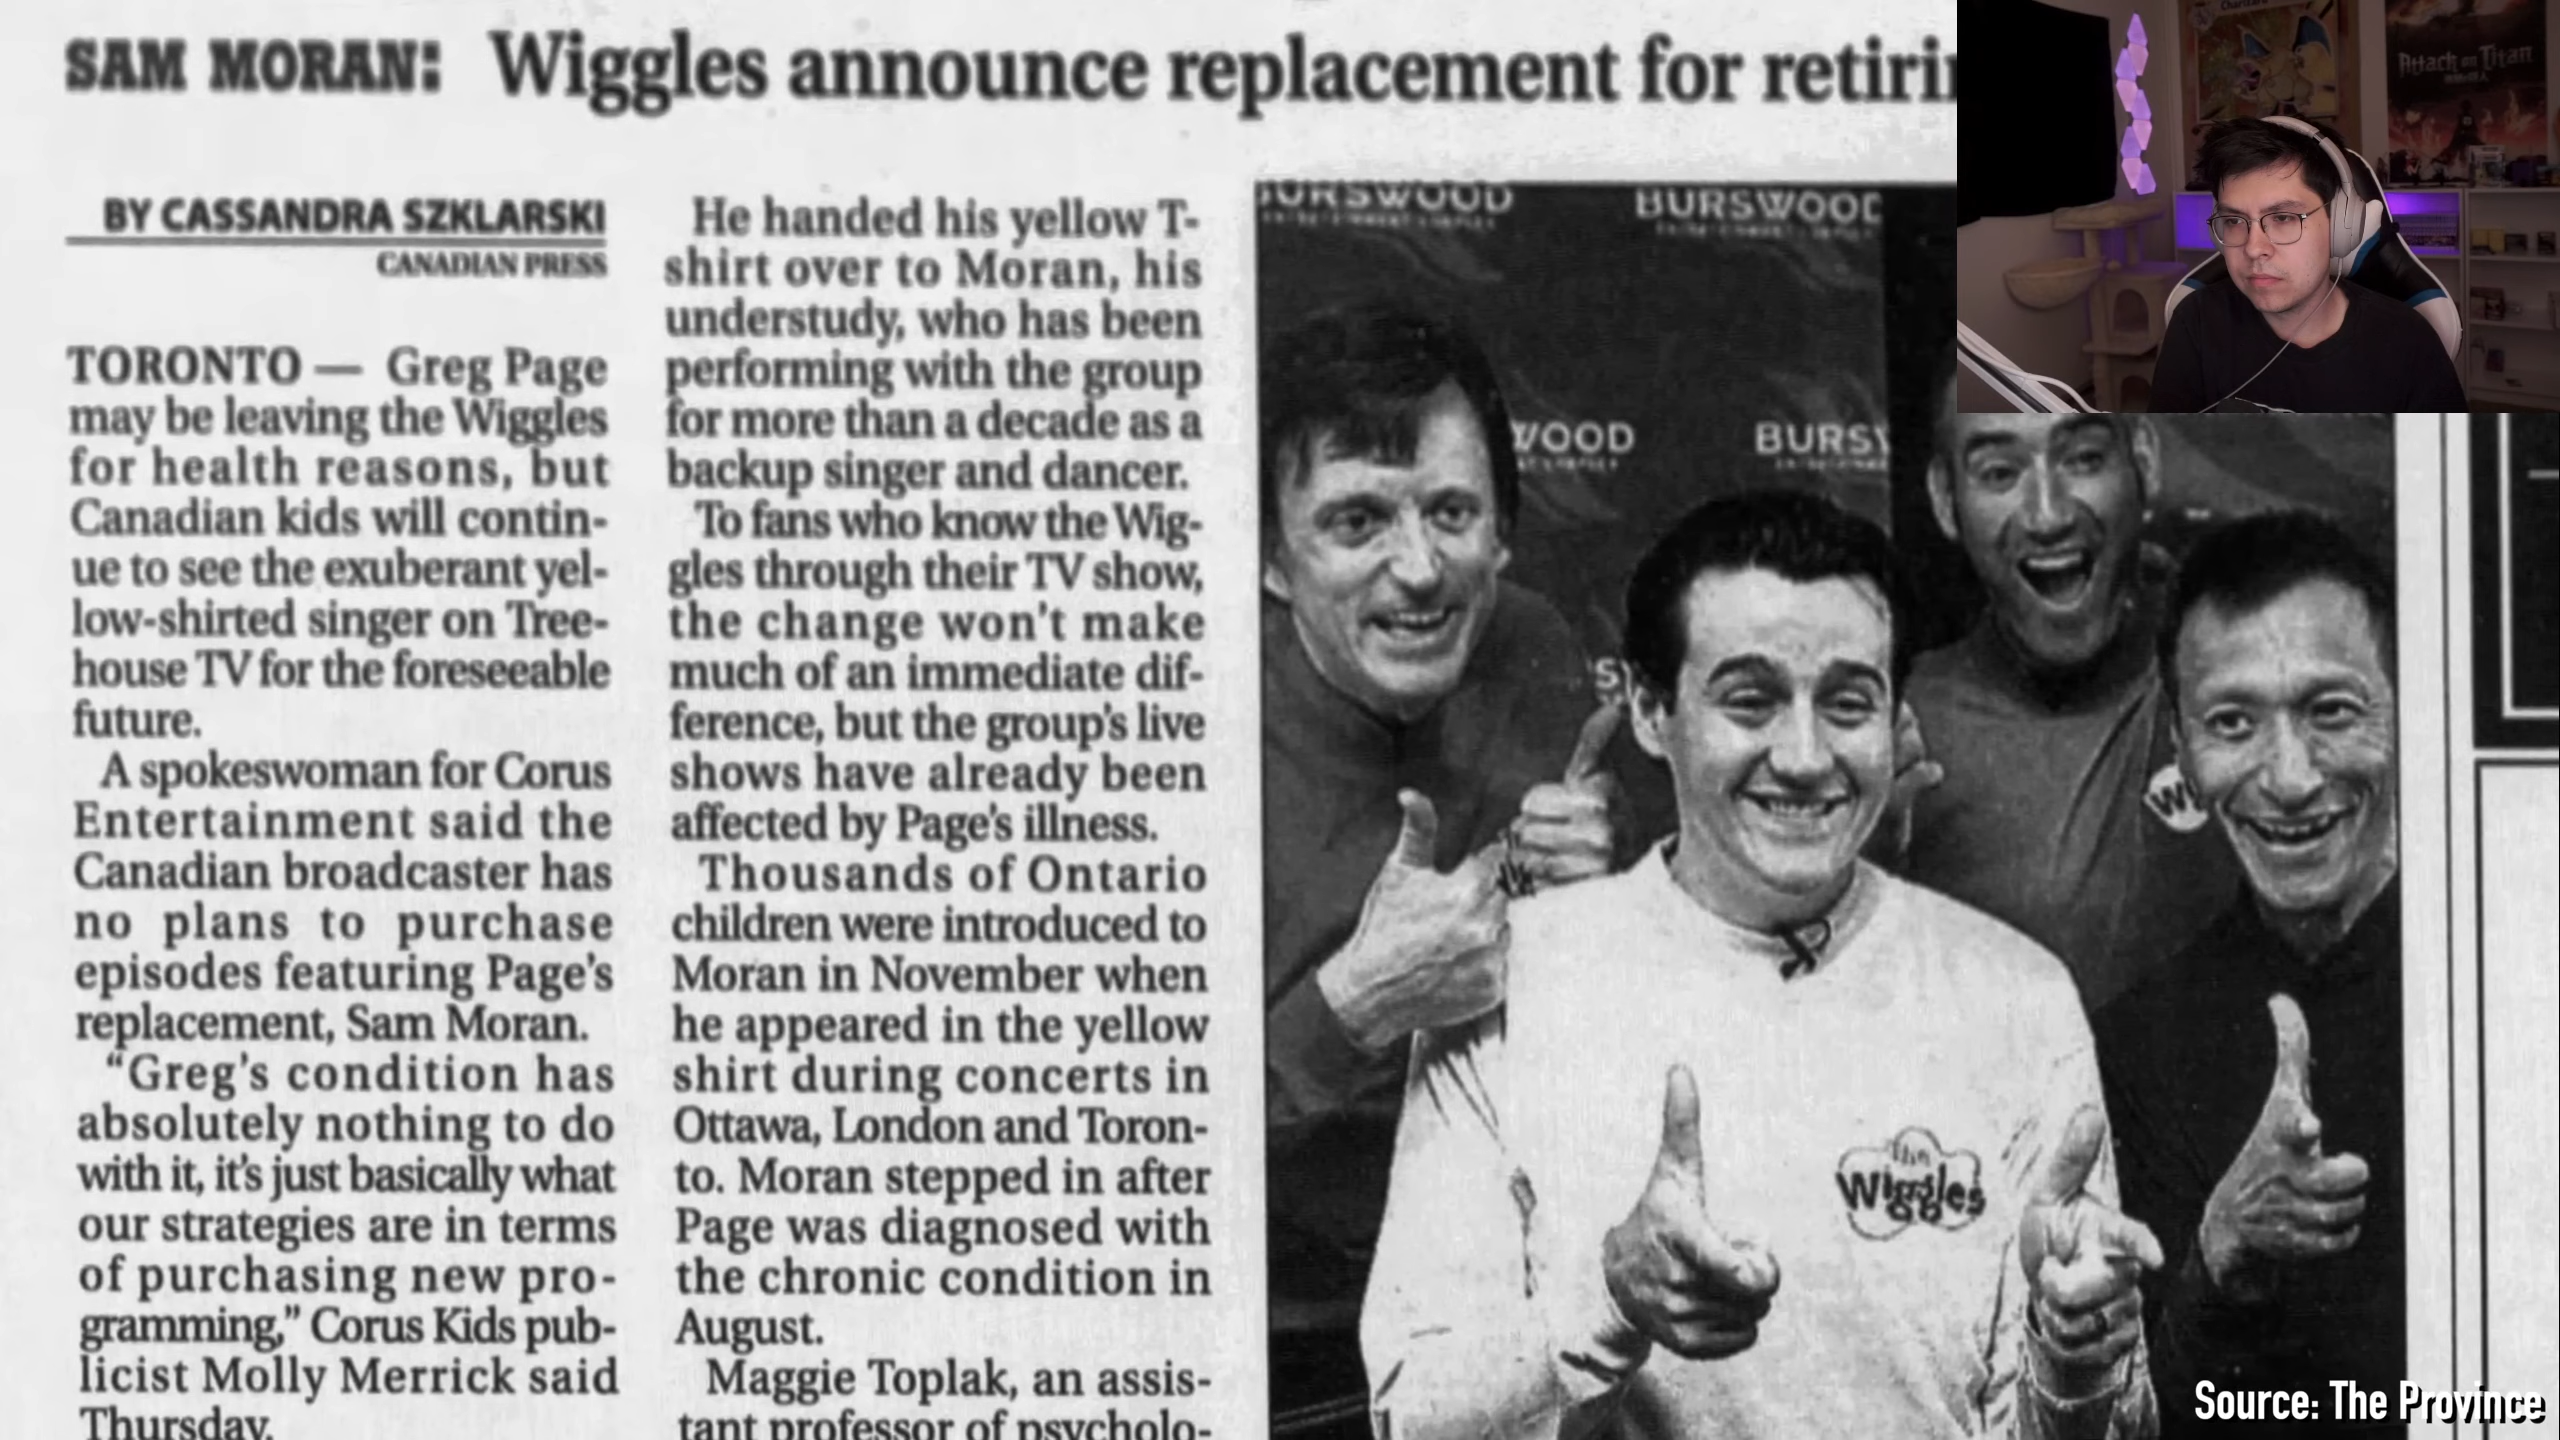 SAM MORAN: Wiggles announce replacement for
BY CASSANDRA SZKLARSKI
CANADIAN PRESS
TORONTO — Greg Page
may be leaving the Wiggles
for health reasons, but
Canadian kids will contin-
ue to see the exuberant yel-
low-shirted singer on Tree-
house TV for the foreseeable
future.
A spokeswoman for Corus
Entertainment said the
Canadian broadcaster has
no plans to purchase
episodes featuring Page's
replacement, Sam Moran.
“Greg's condition has
absolutely nothing to do
with it, it's just basically what
our strategies are in terms
of purchasing new pro-
gramming,” Corus Kids pub-
licist Molly Merrick said
Thursday.
He handed his yellow T-
shirt over to Moran, his
understudy, who has been
performing with the group
for more than a decade as a
backup singer and dancer.
To fans who know the Wig-
gles through their TV show,
the change won't make
much of an immediate dif-
ference, but the group's live
shows have already been
affected by Page's illness.
Thousands of Ontario
children were introduced to
Moran in November when
he appeared in the yellow
shirt during concerts in
Ottawa, London and Toron-
to. Moran stepped in after
Page was diagnosed with
the chronic condition in
August.
Maggie Toplak, an assis-
tant professor of psycholo-
BURSWOOD
BURSWOOD
WOOD
BURSW
The
Wiggles
Charizard
Attack on Titan
Source: The Province